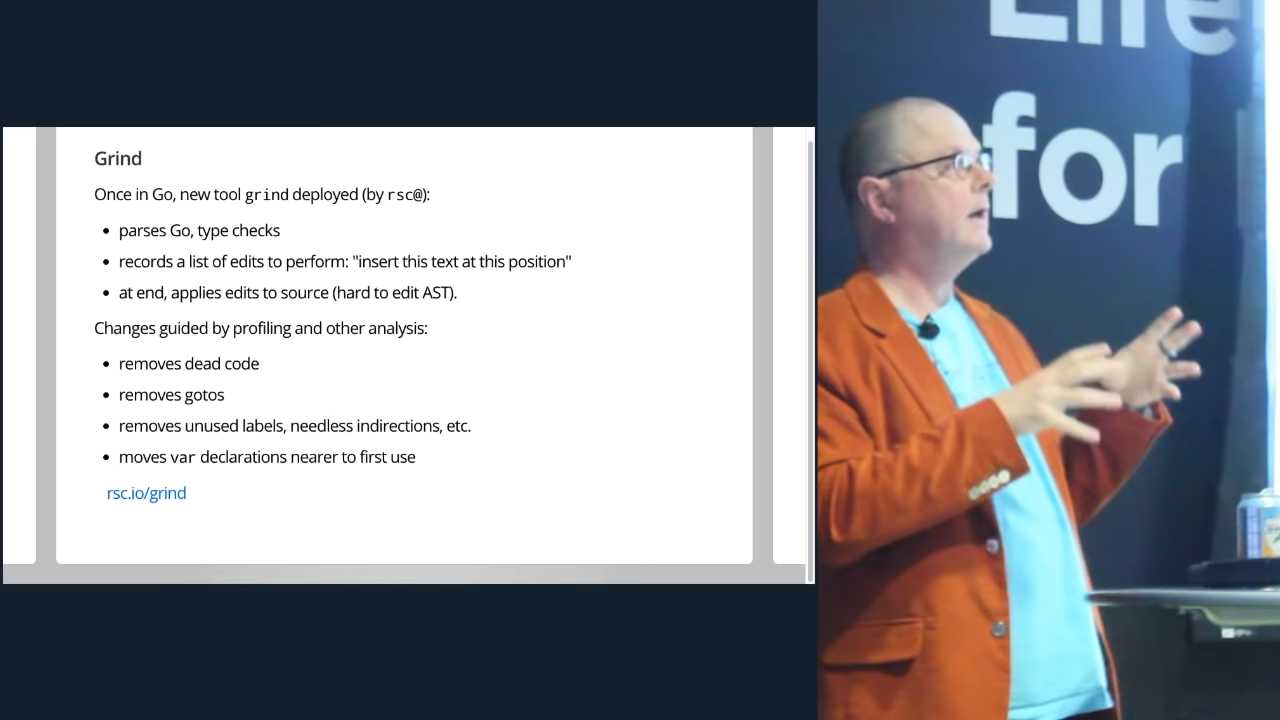 Grind
Once in Go, new tool grind deployed (by rsc@):
• parses Go, type checks
• records a list of edits to perform: "insert this text at this position"
• at end, applies edits to source (hard to edit AST).
Changes guided by profiling and other analysis:
• removes dead code
• removes gotos
• removes unused labels, needless indirections, etc.
• moves var declarations nearer to first use
rsc.io/grind
Life
for